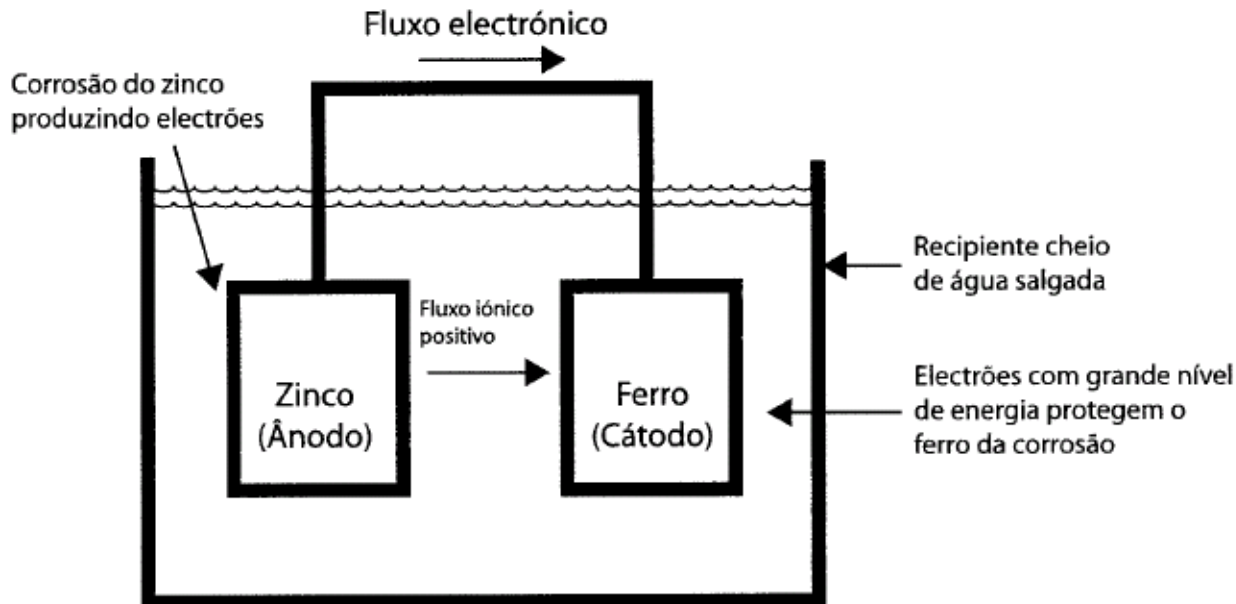 Fluxo electrónico
Corrosão do zinco
produzindo electrões
Recipiente cheio
de água salgada
Fluxo iónico
positivo
Zinco
(Ânodo)
Ferro
(Cátodo)
Electrões com grande nível
de energia protegem o
ferro da corrosão